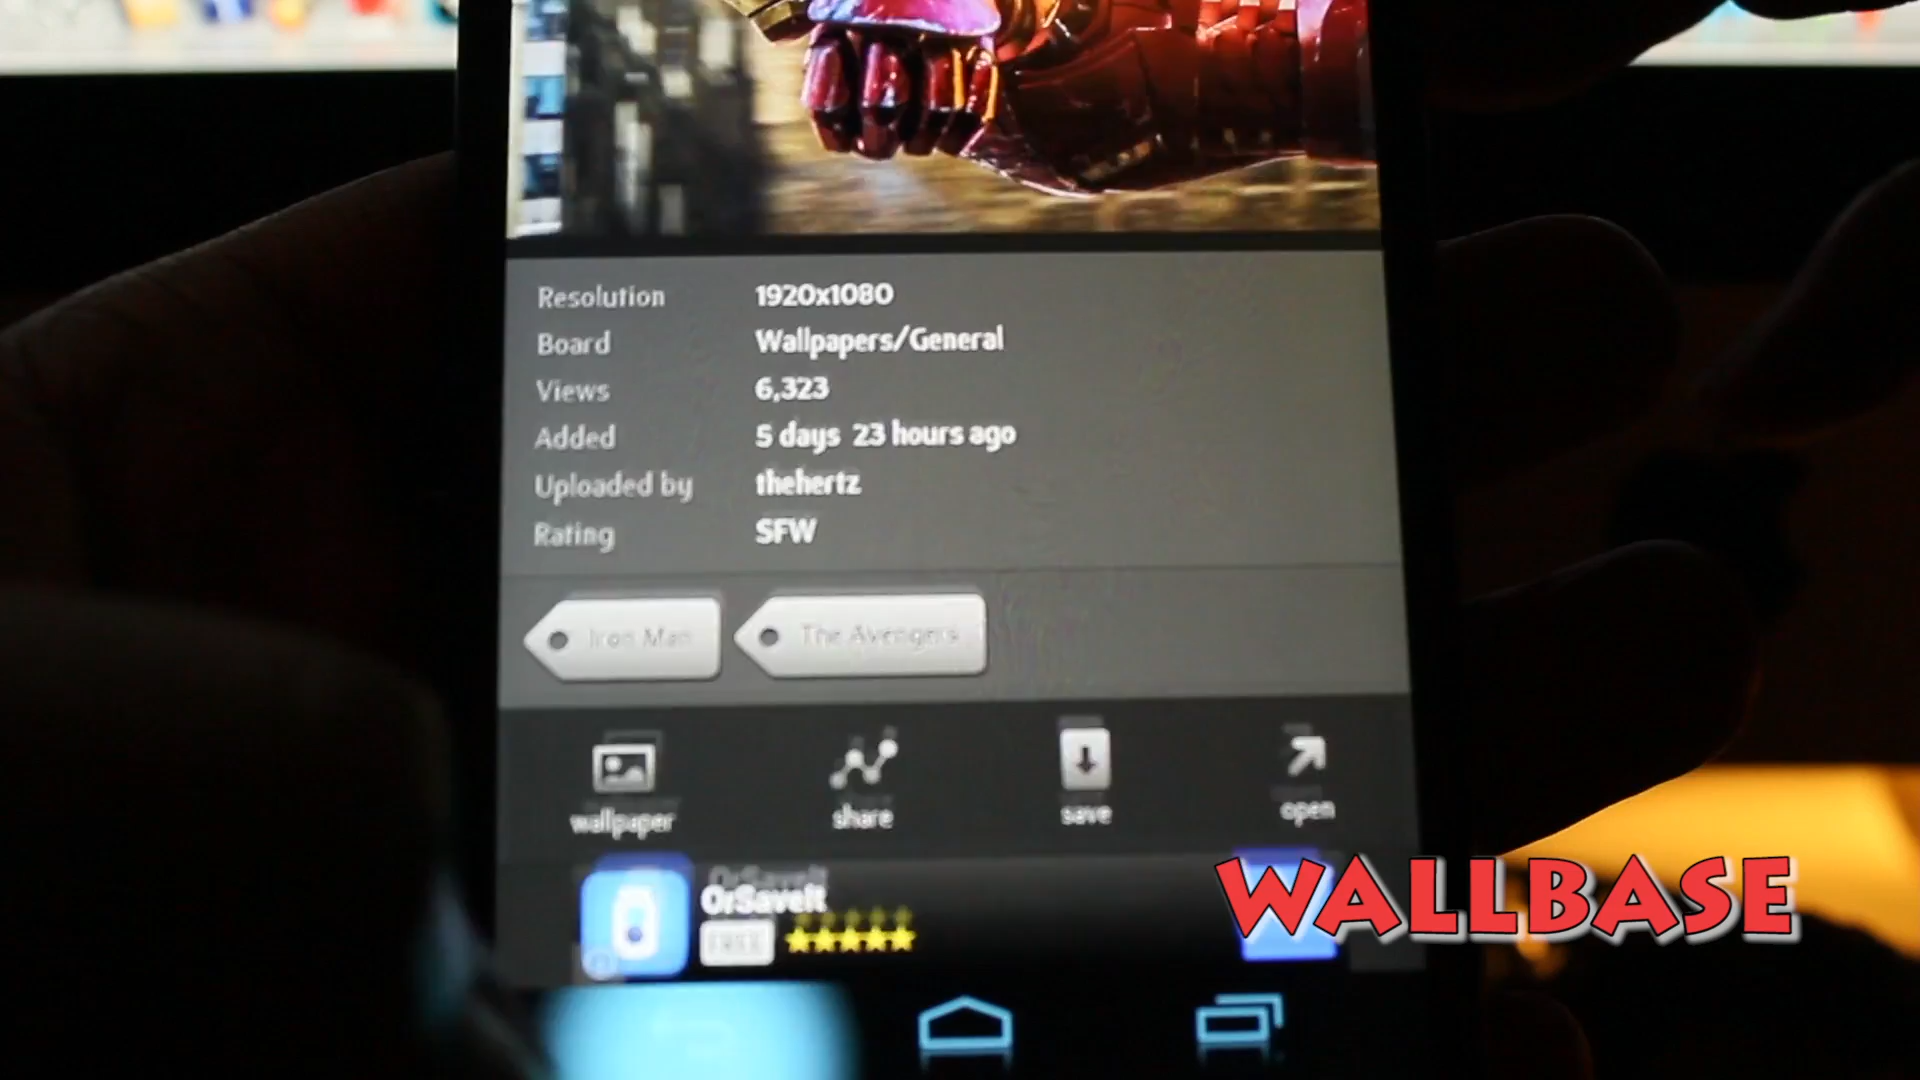 Resolution 1920x1080
Board Wallpapers/General
Views 6,323
Added 5 days 23 hours ago
Uploaded by thehertz
Rating SFW
Iron Man The Avengers
wallpaper share save open
OrSaveIt
FREE
WALLBASE